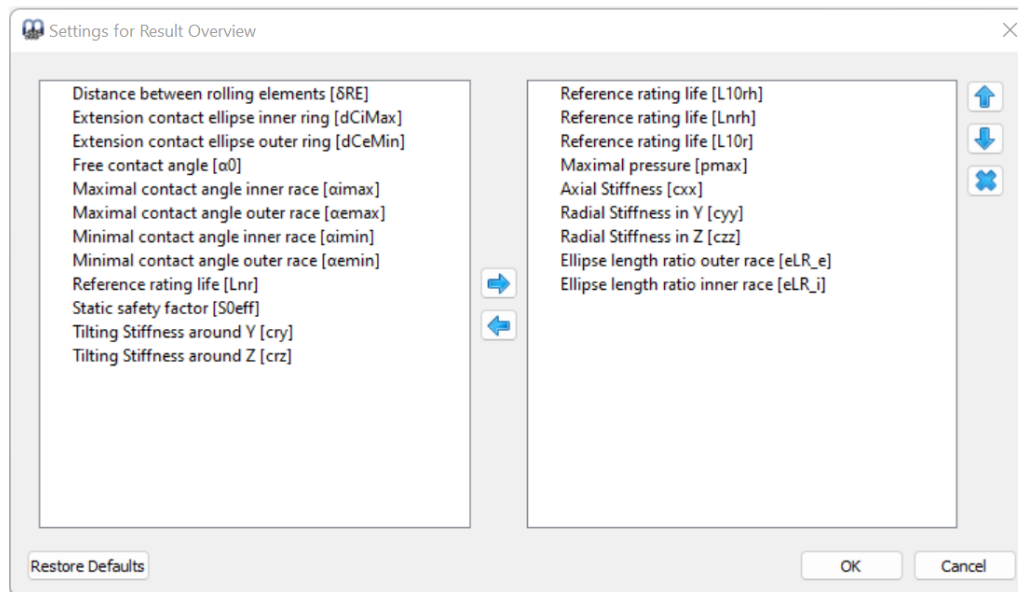 Settings for Result Overview
Distance between rolling elements [δRE]
Extension contact ellipse inner ring [dCiMax]
Extension contact ellipse outer ring [dCeMin]
Free contact angle [α0]
Maximal contact angle inner race [αimax]
Maximal contact angle outer race [αemax]
Minimal contact angle inner race [αimin]
Minimal contact angle outer race [αemin]
Reference rating life [Lnr]
Static safety factor [S0eff]
Tilting Stiffness around Y [cry]
Tilting Stiffness around Z [crz]
Reference rating life [L10rh]
Reference rating life [Lnrh]
Reference rating life [L10r]
Maximal pressure [pmax]
Axial Stiffness [cxx]
Radial Stiffness in Y [cyy]
Radial Stiffness in Z [czz]
Ellipse length ratio outer race [eLR_e]
Ellipse length ratio inner race [eLR_i]
Restore Defaults
OK
Cancel